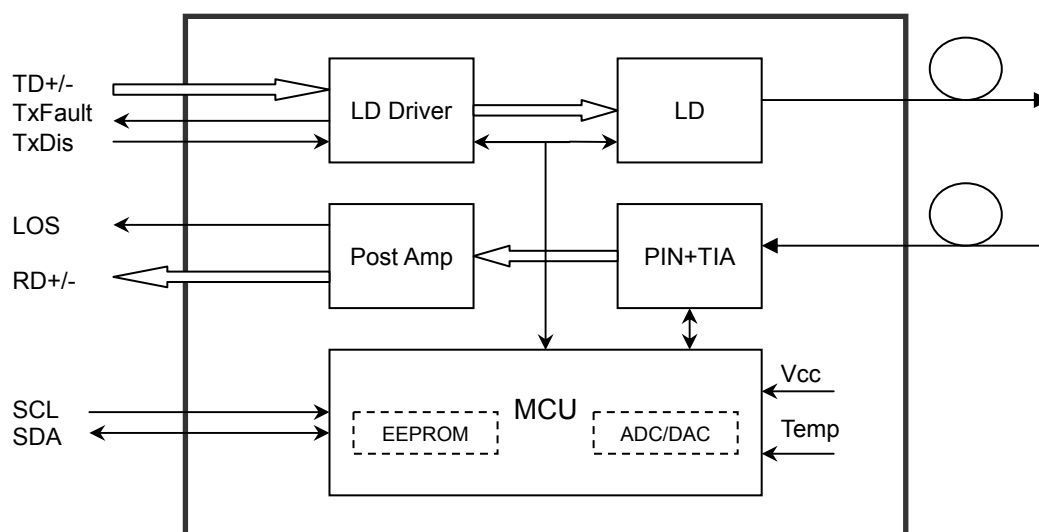 TD+/-
TxFault
TxDis
LD Driver
LD
LOS
RD+/-
Post Amp
PIN+TIA
SCL
SDA
MCU
EEPROM
ADC/DAC
Vcc
Temp